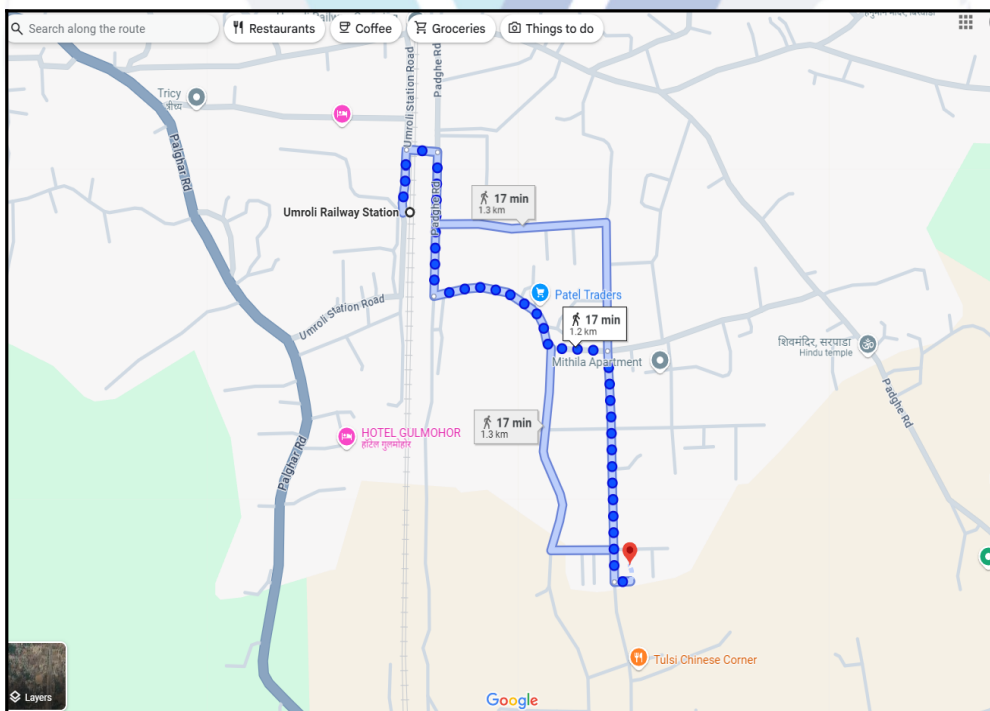 Search along the route
Restaurants
Coffee
Groceries
Things to do
Tricy
Umroli Station Road
Padghe Rd
Palghar Rd
17 min
1.3 km
Umroli Railway Station
Padghe Rd
Patel Traders
Umroli Station Road
17 min
1.2 km
Mithila Apartment
शिवमंदिर, सरपाडा
Hindu temple
Padghe Rd
17 min
1.3 km
HOTEL GULMOHOR
हॉटेल गुलमोहोर
Palghar Rd
Tulsi Chinese Corner
Layers
Google